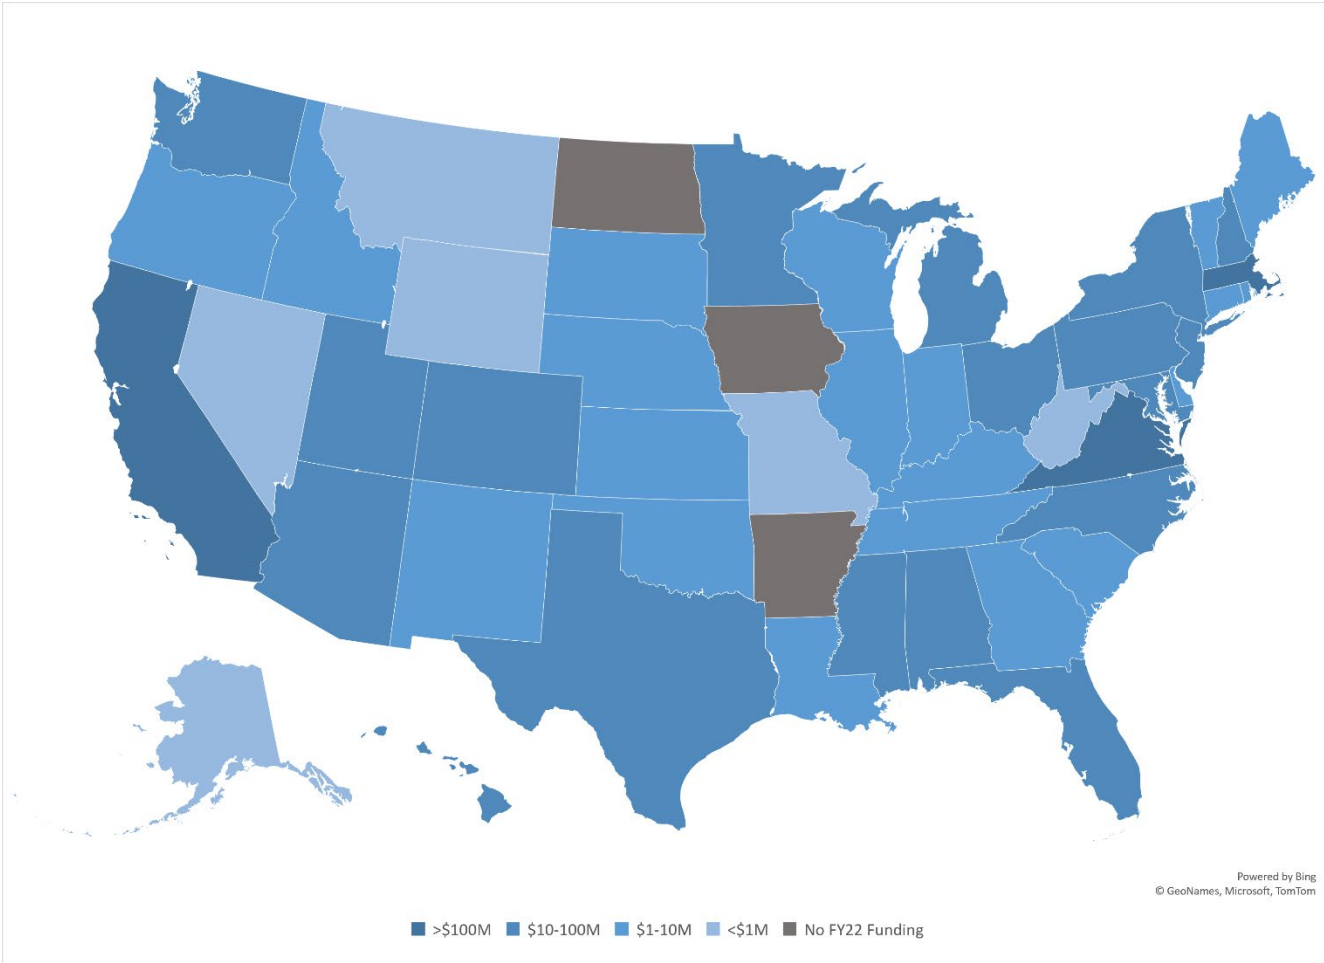 Powered by Bing
© GeoNames, Microsoft, TomTom
>$100M $10-100M $1-10M <$1M No FY22 Funding